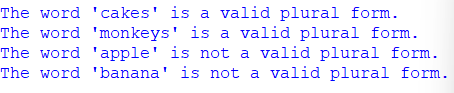 The word 'cakes' is a valid plural form.
The word 'monkeys' is a valid plural form.
The word 'apple' is not a valid plural form.
The word 'banana' is not a valid plural form.